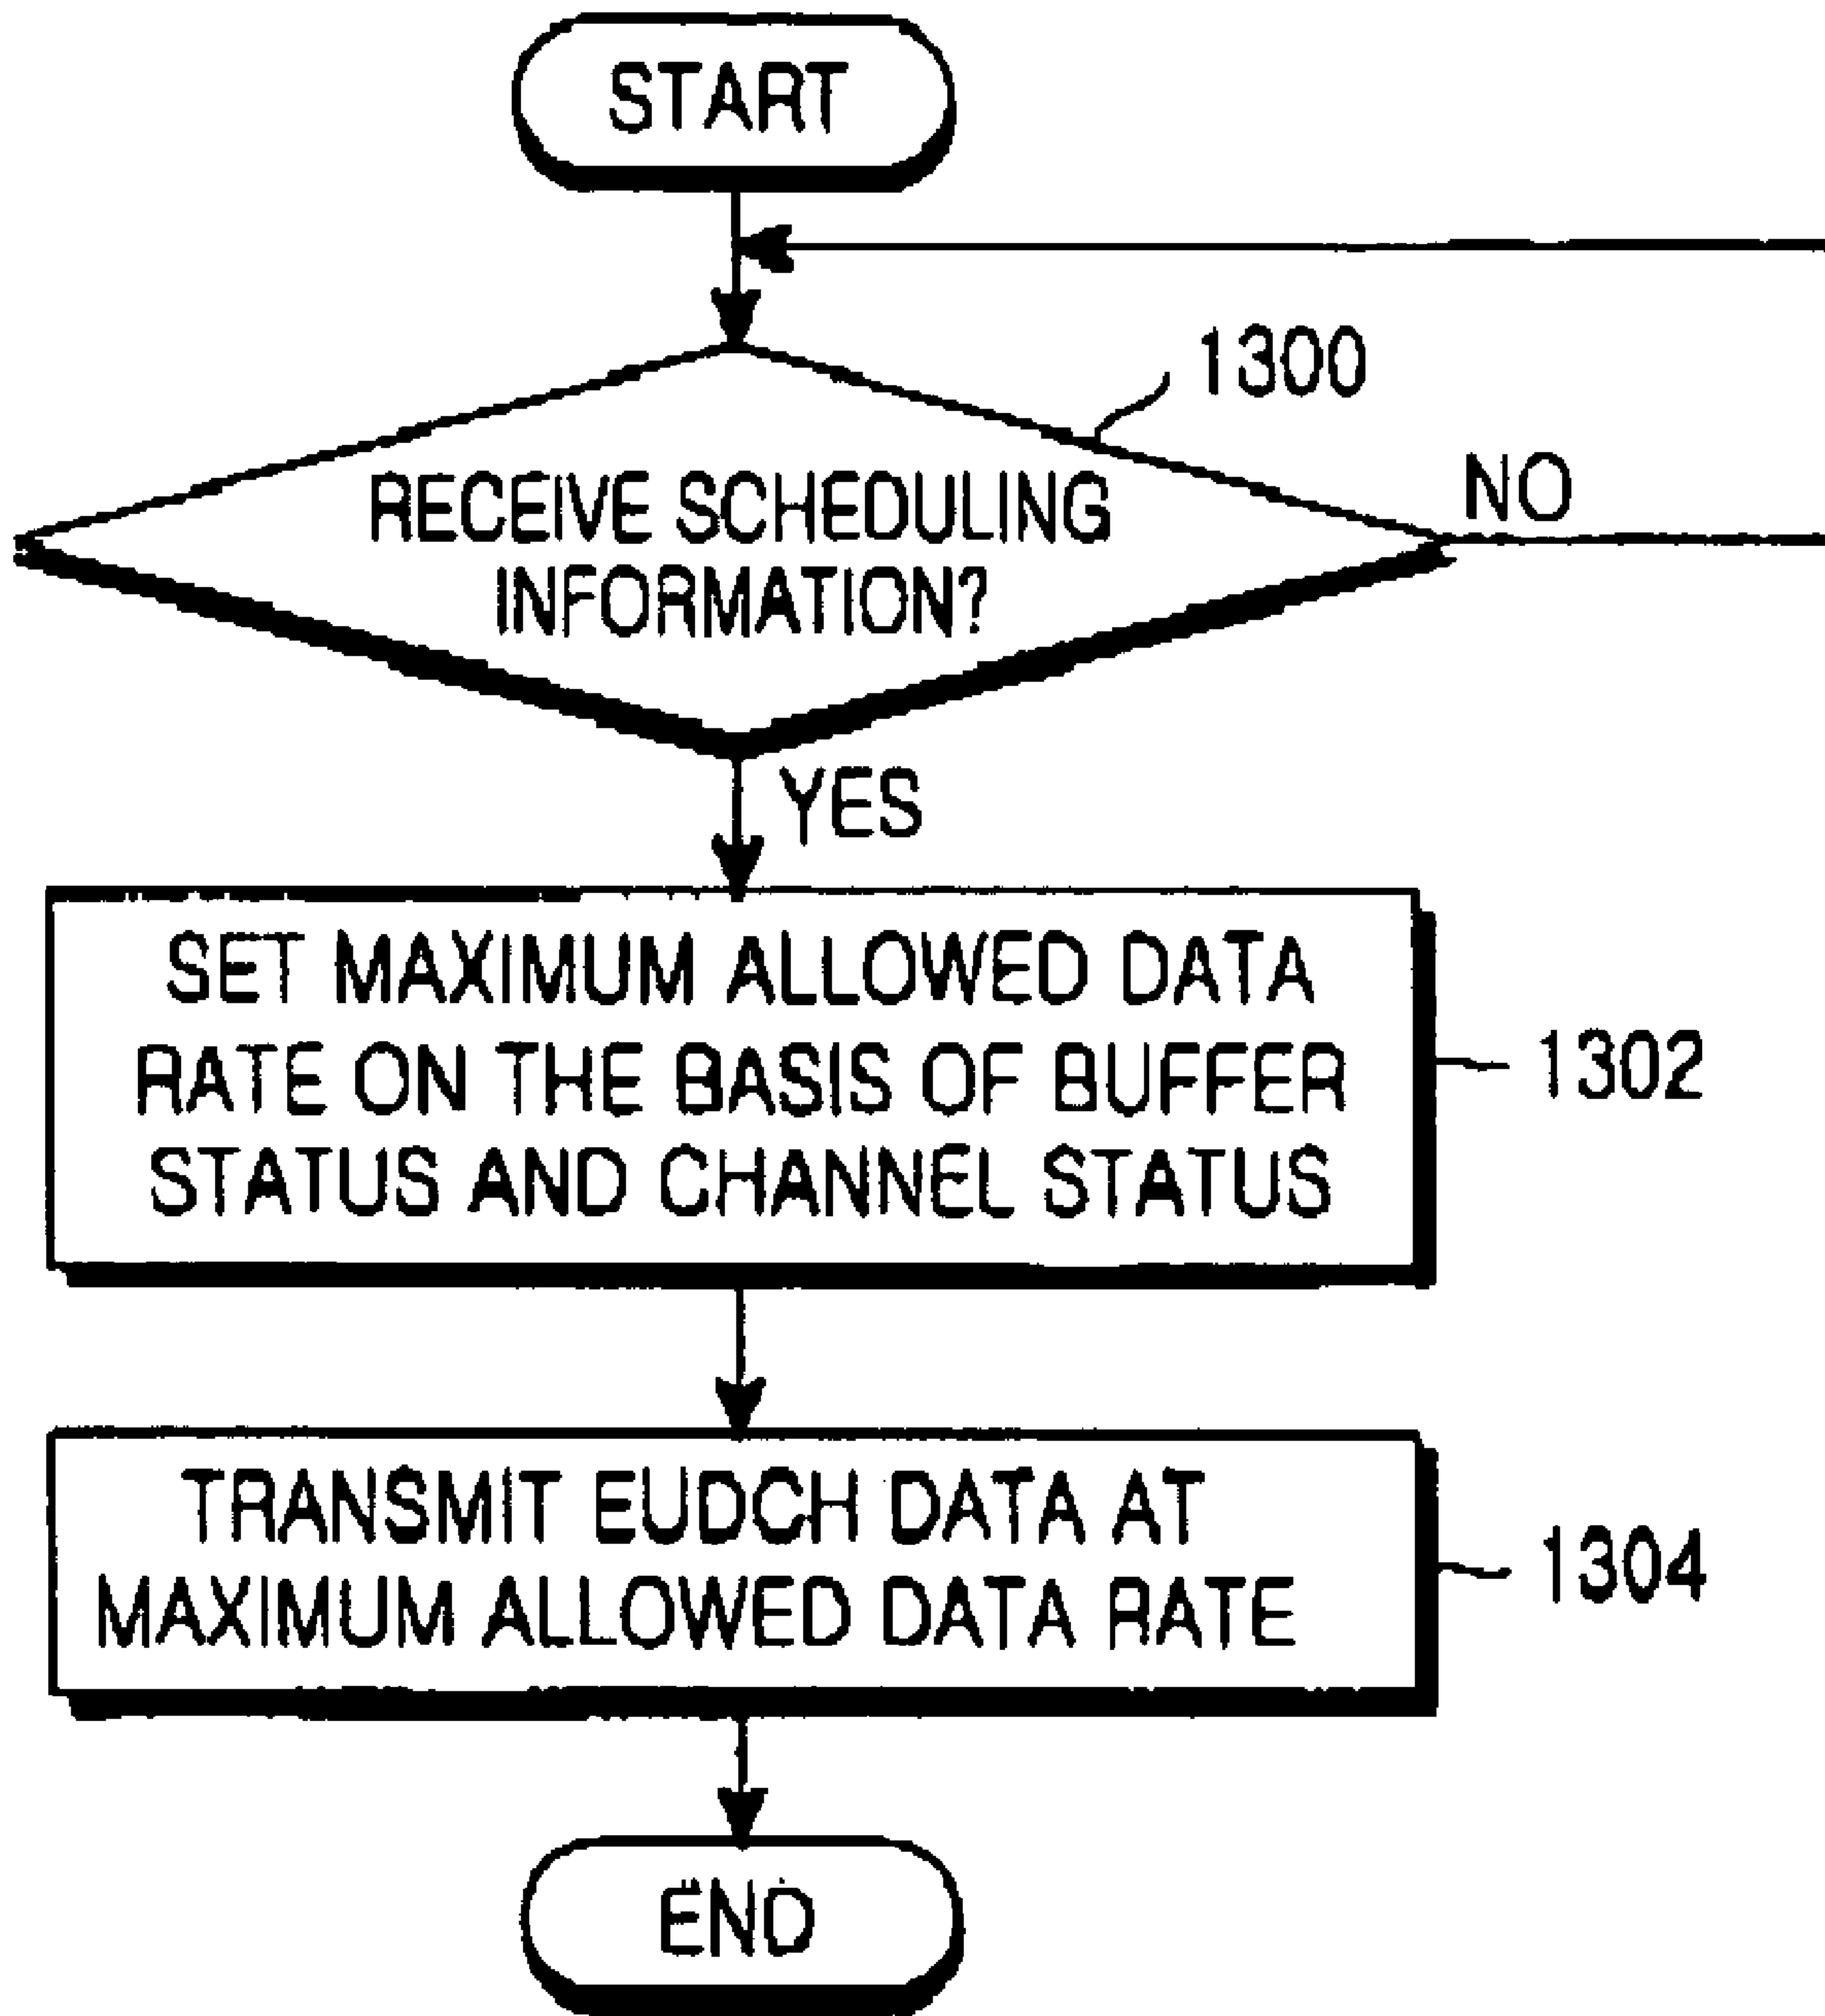 START
1300
RECEIVE SCHEDULING
INFORMATION?
NO
YES
SET MAXIMUM ALLOWED DATA
RATE ON THE BASIS OF BUFFER
STATUS AND CHANNEL STATUS
1302
TRANSMIT EUDCH DATA AT
MAXIMUM ALLOWED DATA RATE
1304
END